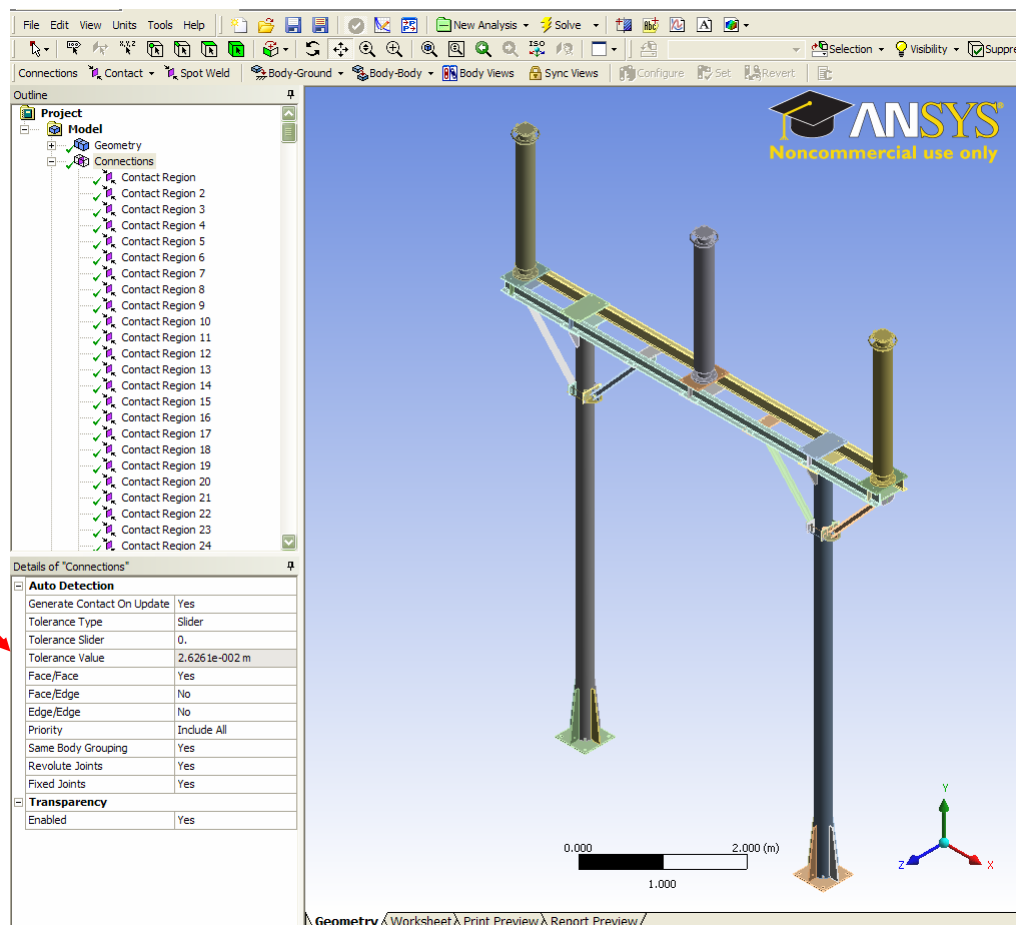 File Edit View Units Tools Help New Analysis Solve
ISO Selection Visibility Suppre
Connections Contact Spot Weld Body-Ground Body-Body Body Views Sync Views Configure Set Revert
Outline
Project
Model
Geometry
Connections
Contact Region
Contact Region 2
Contact Region 3
Contact Region 4
Contact Region 5
Contact Region 6
Contact Region 7
Contact Region 8
Contact Region 9
Contact Region 10
Contact Region 11
Contact Region 12
Contact Region 13
Contact Region 14
Contact Region 15
Contact Region 16
Contact Region 17
Contact Region 18
Contact Region 19
Contact Region 20
Contact Region 21
Contact Region 22
Contact Region 23
Contact Region 24
Details of "Connections"
Auto Detection
Generate Contact On Update Yes
Tolerance Type Slider
Tolerance Slider 0.
Tolerance Value 2.6261e-002 m
Face/Face Yes
Face/Edge No
Edge/Edge No
Priority Include All
Same Body Grouping Yes
Revolute Joints Yes
Fixed Joints Yes
Transparency
Enabled Yes
ANSYS
Noncommercial use only
0.000 2.000 (m)
1.000
Y
Z X
Geometry Worksheet Print Preview Report Preview